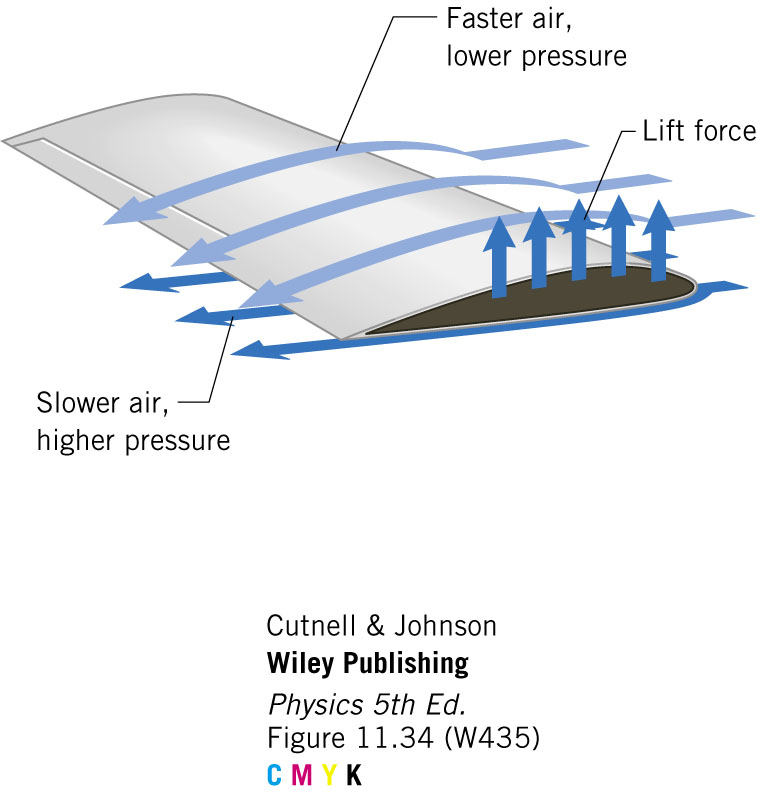 Faster air,
lower pressure
Lift force
Slower air,
higher pressure
Cutnell & Johnson
Wiley Publishing
Physics 5th Ed.
Figure 11.34 (W435)
C M Y K